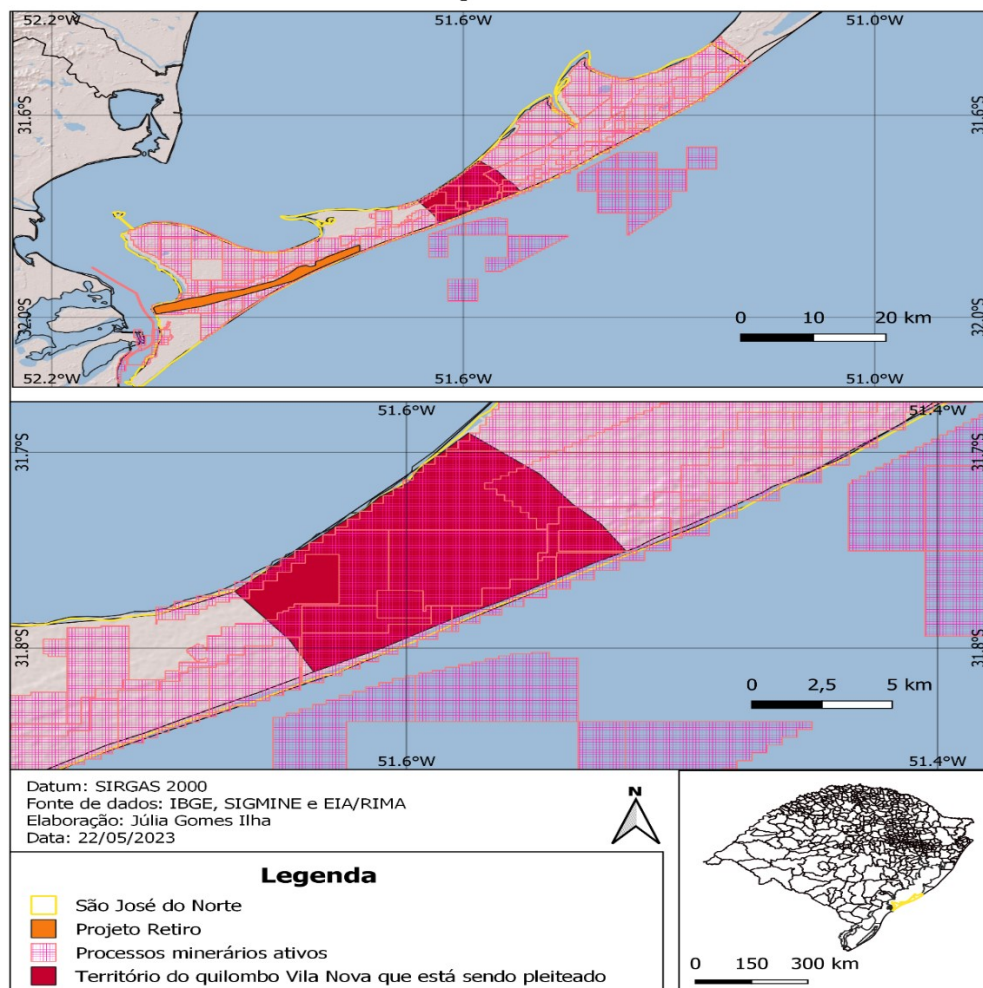 52.2°W 51.6°W 51.0°W
31.6°S 31.6°S
32.0°S 32.0°S
0 10 20 km
52.2°W 51.6°W 51.0°W
51.6°W 51.4°W
31.7°S 31.7°S
31.8°S 31.8°S
0 2,5 5 km
51.6°W 51.4°W
Datum: SIRGAS 2000
Fonte de dados: IBGE, SIGMINE e EIA/RIMA
Elaboração: Júlia Gomes Ilha
Data: 22/05/2023
N
Legenda
São José do Norte
Projeto Retiro
Processos minerários ativos
Território do quilombo Vila Nova que está sendo pleiteado
0 150 300 km